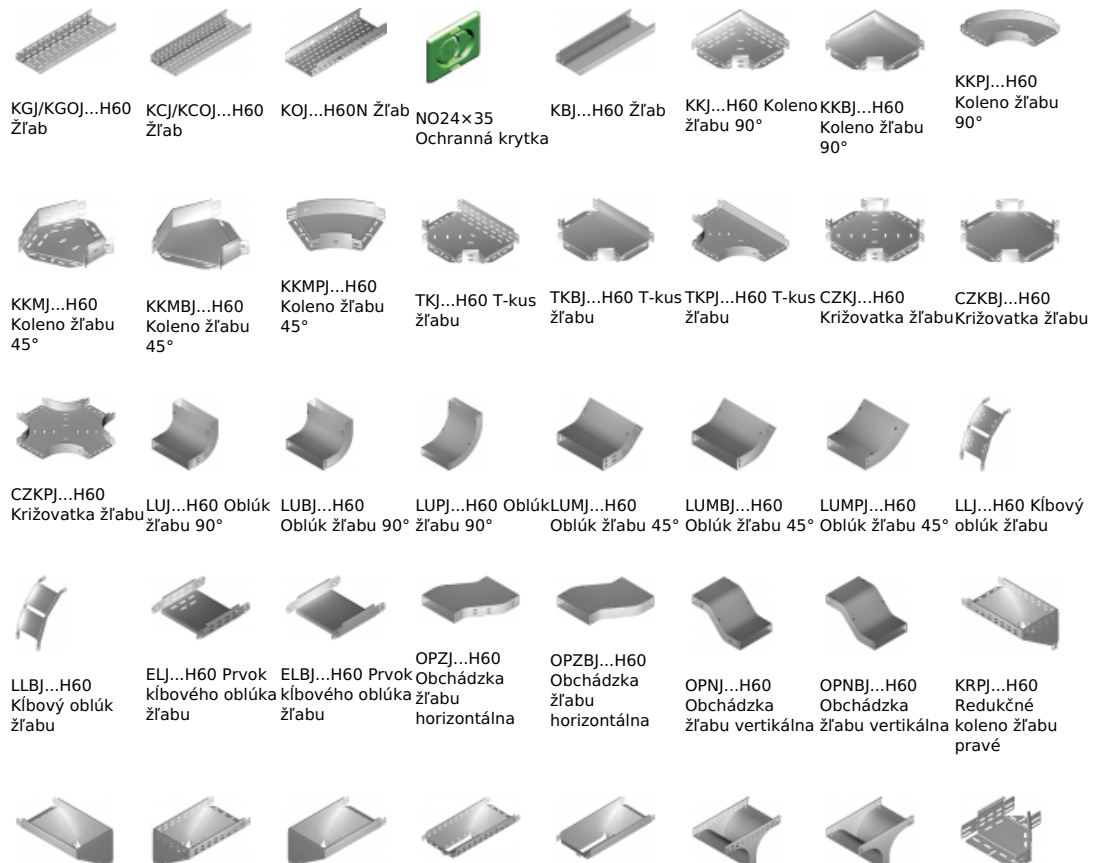 KGJ/KGOJ...H60
Žľab
KCJ/KCOJ...H60
Žľab
KOJ...H60N Žľab
NO24×35
Ochranná krytka
KBJ...H60 Žľab
KKJ...H60 Koleno
žľabu 90°
KKBJ...H60
Koleno žľabu
90°
KKPJ...H60
Koleno žľabu
90°
KKMJ...H60
Koleno žľabu
45°
KKMBJ...H60
Koleno žľabu
45°
KKMPJ...H60
Koleno žľabu
45°
TKJ...H60 T-kus
žľabu
TKBJ...H60 T-kus
žľabu
TKPJ...H60 T-kus
žľabu
CZKJ...H60
Križovatka žľabu
CZKBJ...H60
Križovatka žľabu
CZKPJ...H60
Križovatka žľabu
LUJ...H60 Oblúk
žľabu 90°
LUBJ...H60
Oblúk žľabu 90°
LUPJ...H60 Oblúk
žľabu 90°
LUMJ...H60
Oblúk žľabu 45°
LUMBJ...H60
Oblúk žľabu 45°
LUMPJ...H60
Oblúk žľabu 45°
LLJ...H60 Kĺbový
oblúk žľabu
LLBJ...H60
Kĺbový oblúk
žľabu
ELJ...H60 Prvok
kĺbového oblúka
žľabu
ELBJ...H60 Prvok
kĺbového oblúka
žľabu
OPZJ...H60
Obchádzka
žľabu
horizontálna
OPZBJ...H60
Obchádzka
žľabu
horizontálna
OPNJ...H60
Obchádzka
žľabu vertikálna
OPNBJ...H60
Obchádzka
žľabu vertikálna
KRPJ...H60
Redukčné
koleno žľabu
pravé